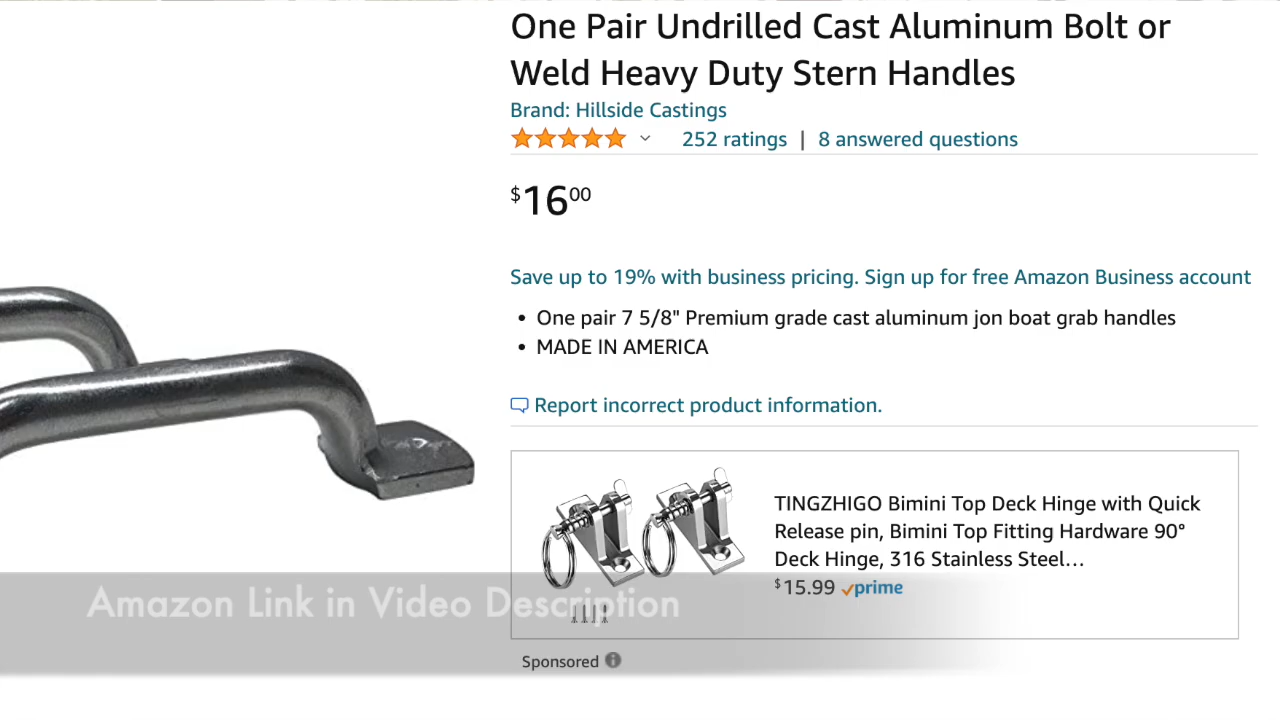 One Pair Undrilled Cast Aluminum Bolt or
Weld Heavy Duty Stern Handles
Brand: Hillside Castings
252 ratings | 8 answered questions
$1600
Save up to 19% with business pricing. Sign up for free Amazon Business account
• One pair 7 5/8" Premium grade cast aluminum jon boat grab handles
• MADE IN AMERICA
Report incorrect product information.
TINGZHIGO Bimini Top Deck Hinge with Quick
Release pin, Bimini Top Fitting Hardware 90°
Deck Hinge, 316 Stainless Steel...
$15.99 prime
Amazon Link in Video Description
Sponsored